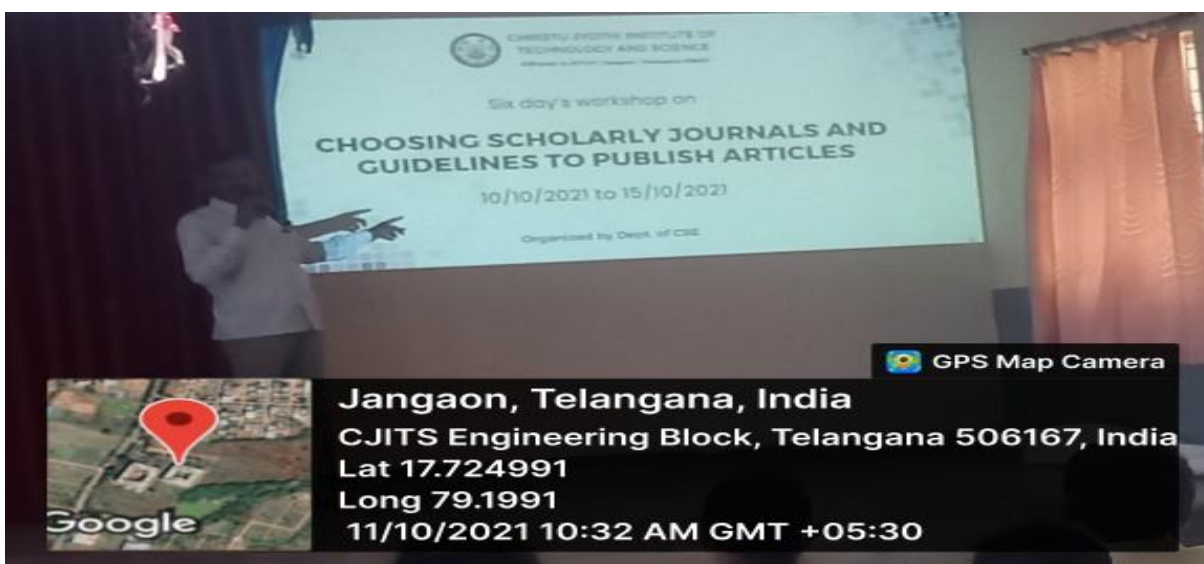 CHRISTU JYOTHI INSTITUTE OF
TECHNOLOGY AND SCIENCE
Six day's workshop on
CHOOSING SCHOLARLY JOURNALS AND
GUIDELINES TO PUBLISH ARTICLES
10/10/2021 to 15/10/2021
Organized by Dept. of CSE
GPS Map Camera
Jangaon, Telangana, India
CJITS Engineering Block, Telangana 506167, India
Lat 17.724991
Long 79.1991
11/10/2021 10:32 AM GMT +05:30
Google